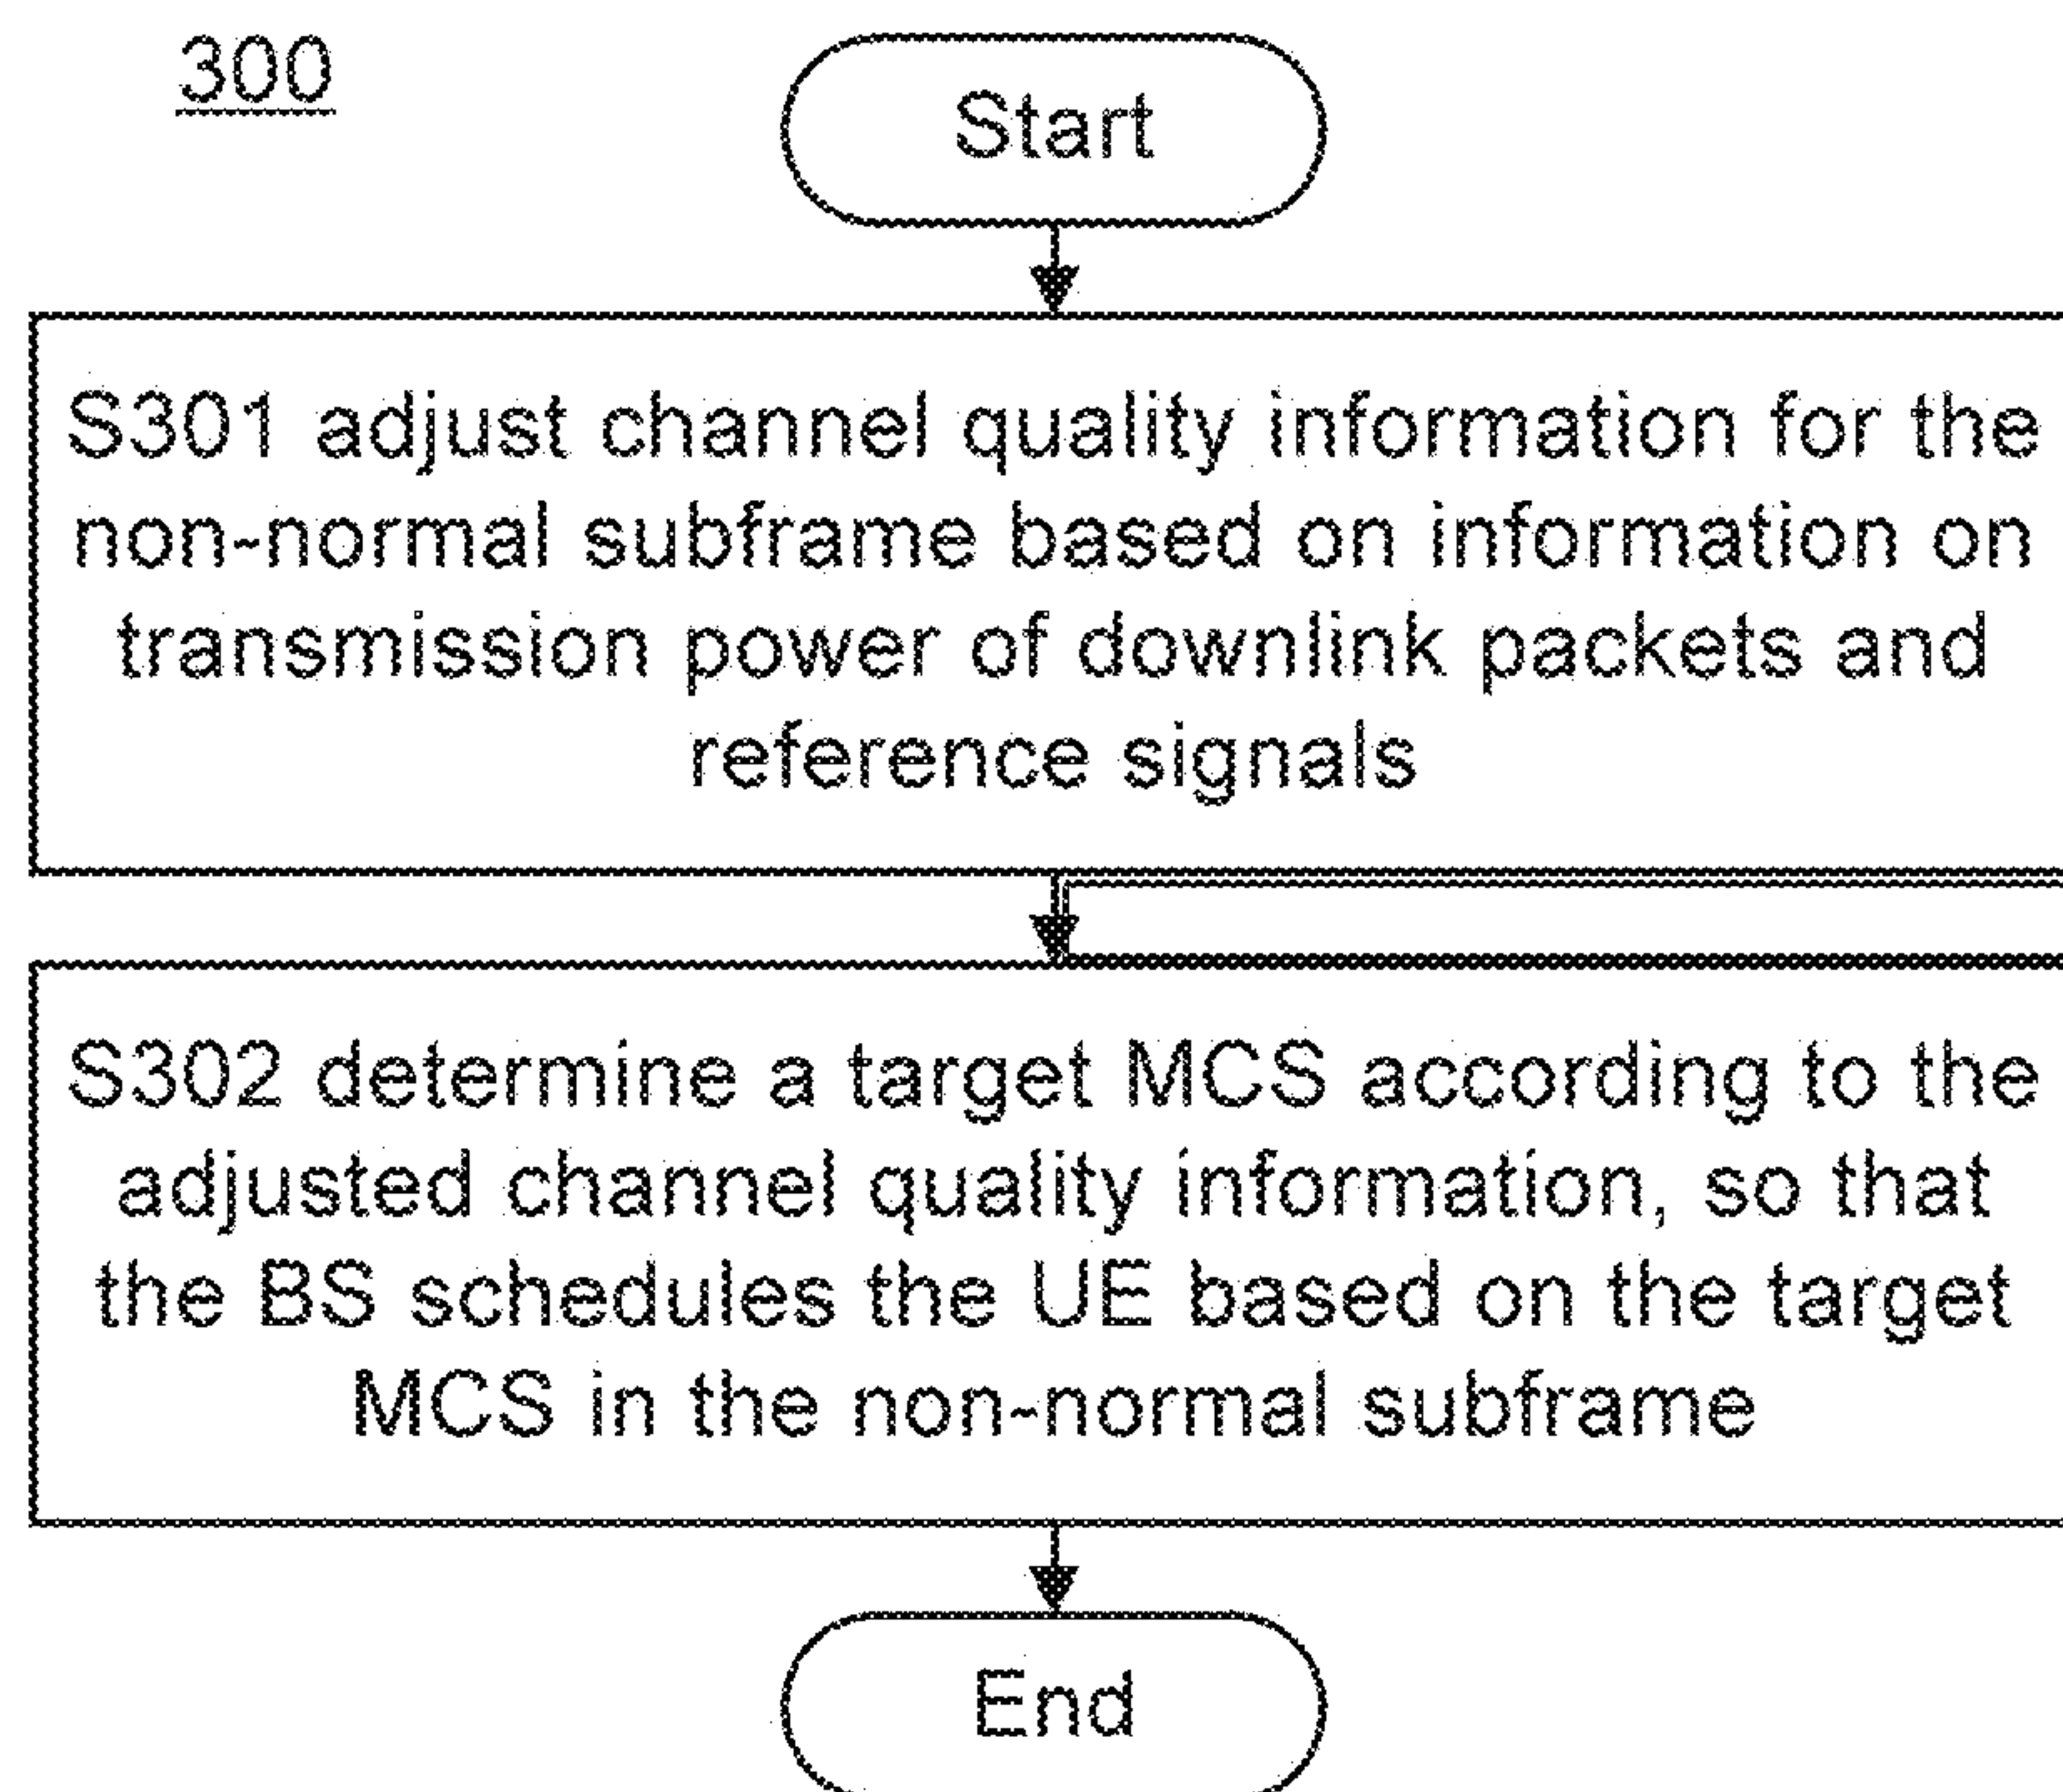 300
Start
S301 adjust channel quality information for the
non-normal subframe based on information on
transmission power of downlink packets and
reference signals
S302 determine a target MCS according to the
adjusted channel quality information, so that
the BS schedules the UE based on the target
MCS in the non-normal subframe
End